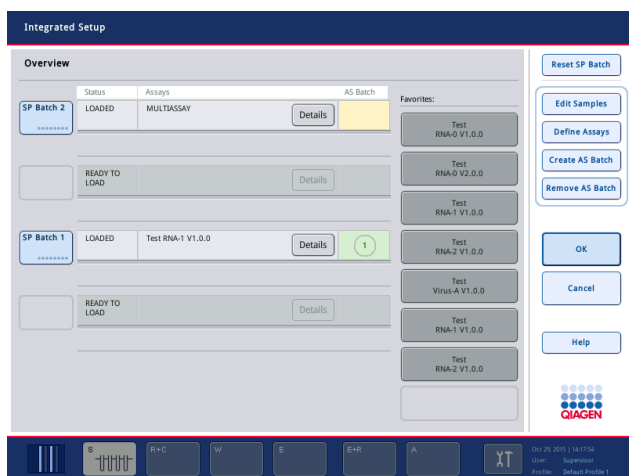 Integrated Setup
Overview
Reset SP Batch
Status Assays AS Batch
Favorites:
SP Batch 2 LOADED MULTIASSAY Details
READY TO
LOAD
Details
SP Batch 1 LOADED Test RNA-1 V1.0.0 Details 1
READY TO
LOAD
Details
Test
RNA-0 V1.0.0
Test
RNA-0 V2.0.0
Test
RNA-1 V1.0.0
Test
RNA-2 V1.0.0
Test
Virus-A V1.0.0
Test
RNA-1 V1.0.0
Test
RNA-2 V1.0.0
Edit Samples
Define Assays
Create AS Batch
Remove AS Batch
OK
Cancel
Help
QIAGEN
S R+C W E E+R A
Oct 29, 2015 | 14:17:54
User: Supervisor
Profile: Default Profile 1